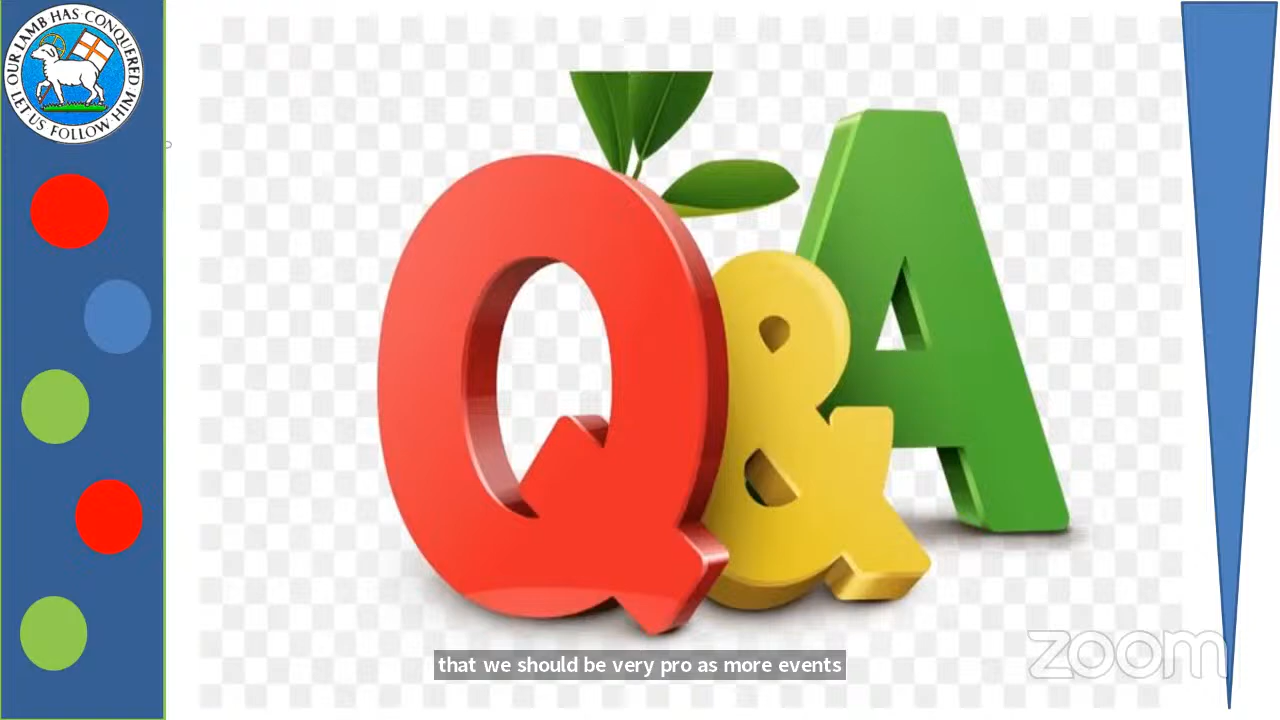 OUR LAMB HAS CONQUERED
LET US FOLLOW HIM
Q&A
that we should be very pro as more events
zoom